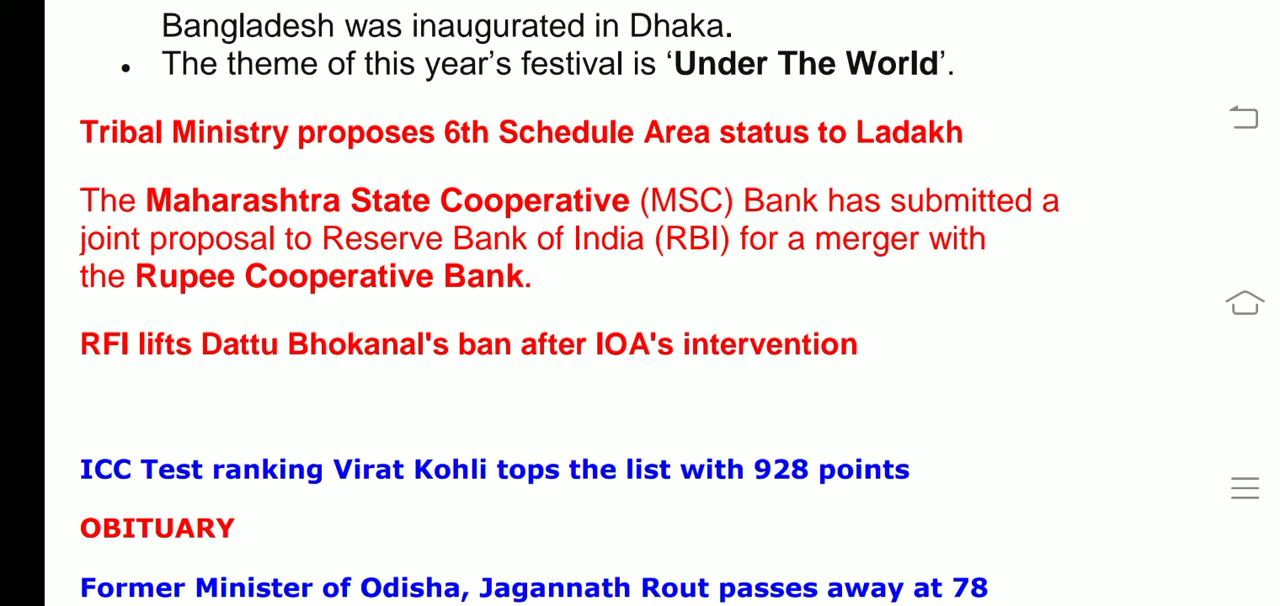 Bangladesh was inaugurated in Dhaka.
• The theme of this year’s festival is ‘Under The World’.
Tribal Ministry proposes 6th Schedule Area status to Ladakh
The Maharashtra State Cooperative (MSC) Bank has submitted a
joint proposal to Reserve Bank of India (RBI) for a merger with
the Rupee Cooperative Bank.
RFI lifts Dattu Bhokanal's ban after IOA's intervention
ICC Test ranking Virat Kohli tops the list with 928 points
OBITUARY
Former Minister of Odisha, Jagannath Rout passes away at 78